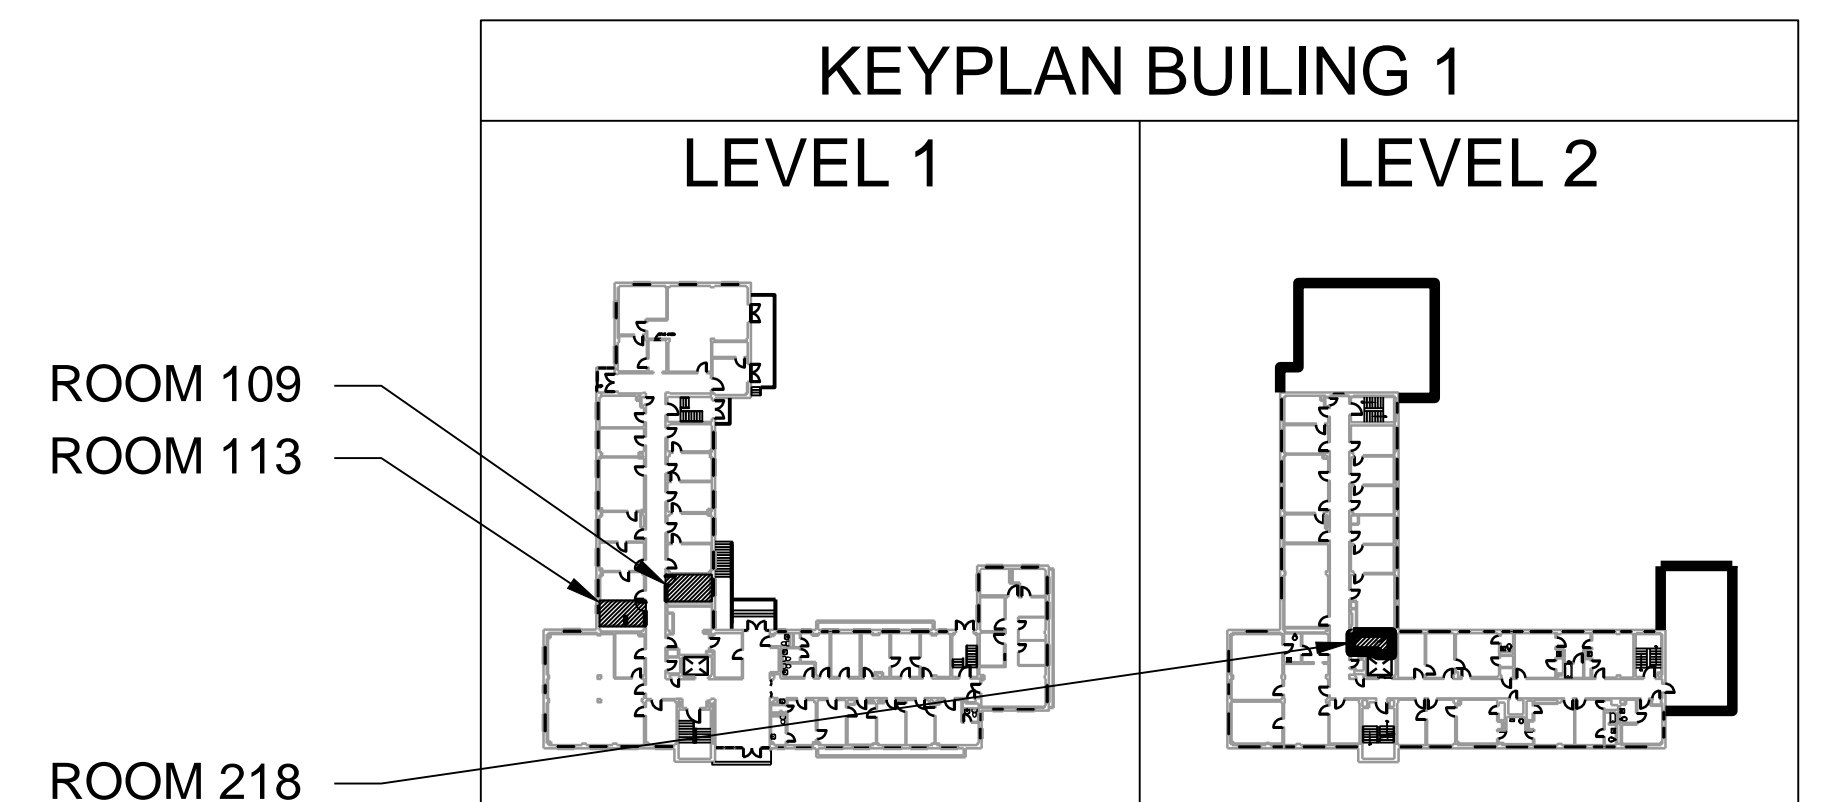 KEYPLAN BUILING 1
LEVEL 1
LEVEL 2
ROOM 109
ROOM 113
ROOM 218